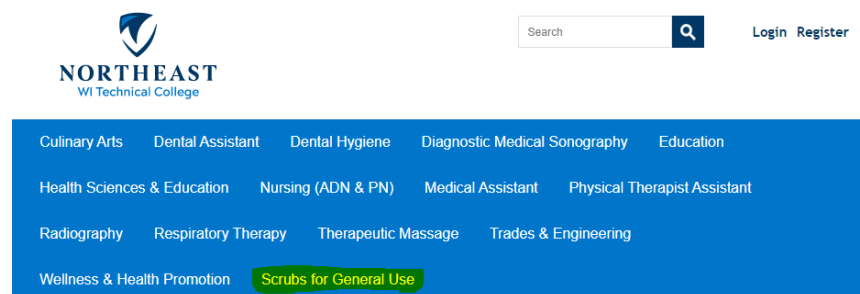 Search
Login Register
NORTHEAST
WI Technical College
Culinary Arts Dental Assistant Dental Hygiene Diagnostic Medical Sonography Education
Health Sciences & Education Nursing (ADN & PN) Medical Assistant Physical Therapist Assistant
Radiography Respiratory Therapy Therapeutic Massage Trades & Engineering
Wellness & Health Promotion Scrubs for General Use